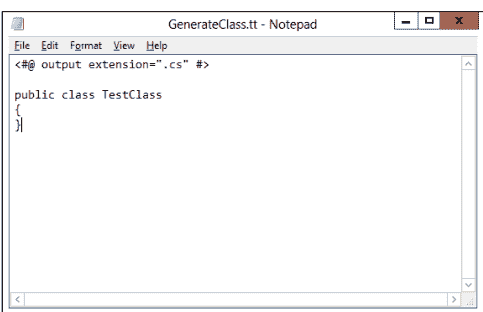 GenerateClass.tt - Notepad
File Edit Format View Help
<#@ output extension=".cs" #>
public class TestClass
{
}